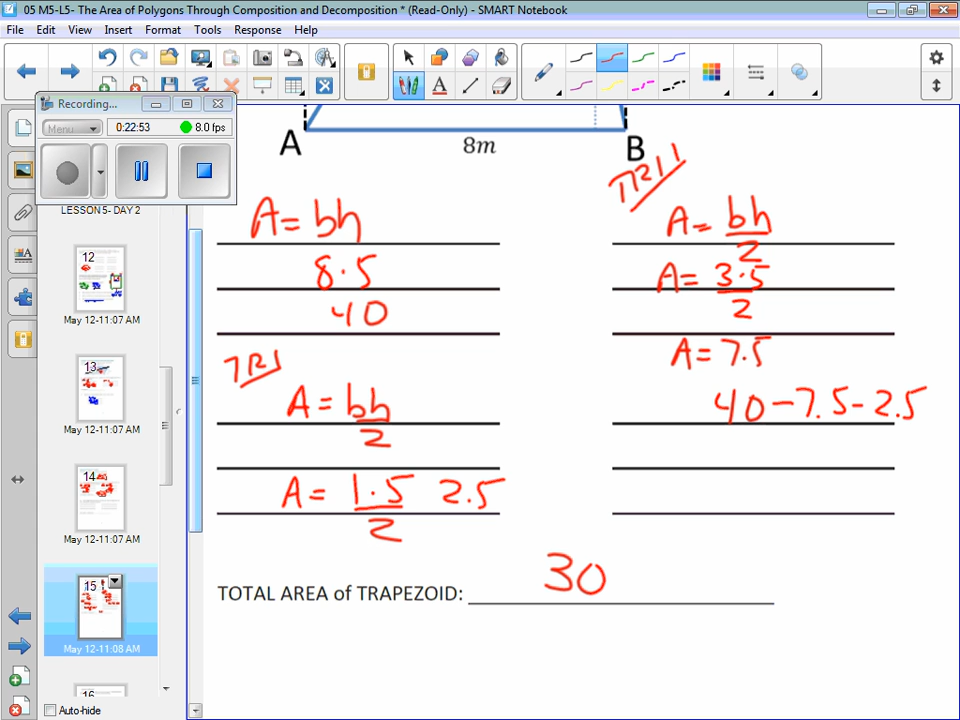 05 M5-L5- The Area of Polygons Through Composition and Decomposition * (Read-Only) - SMART Notebook
File Edit View Insert Format Tools Response Help
Recording...
Menu 0:22:53 8.0 fps
LESSON 5- DAY 2
12
May 12-11:07 AM
13
May 12-11:07 AM
14
May 12-11:07 AM
15
May 12-11:08 AM
16
Auto-hide
A 8m B
A = bh
8·5
40
TR1
A = bh/2
A = 1·5/2 2.5
A = bh/2
A = 3·5/2
A = 7.5
40-7.5-2.5
TOTAL AREA of TRAPEZOID: 30